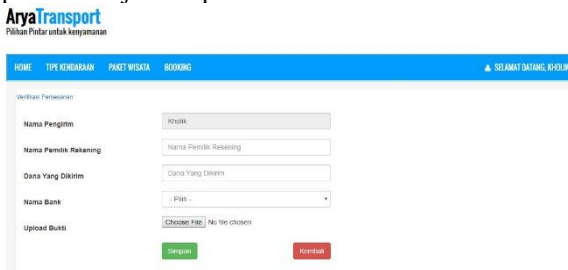 AryaTransport
Pilihan Pintar untuk kenyamanan
HOME TIPE KENDARAAN PAKET WISATA BOOKING SELAMAT DATANG, KHOLIK
Verifikasi Pemesanan
Nama Pengirim Kholik
Nama Pemilik Rekening Nama Pemilik Rekening
Dana Yang Dikirim Dana Yang Dikirim
Nama Bank - Pilih -
Upload Bukti Choose File No file chosen
Simpan Kembali